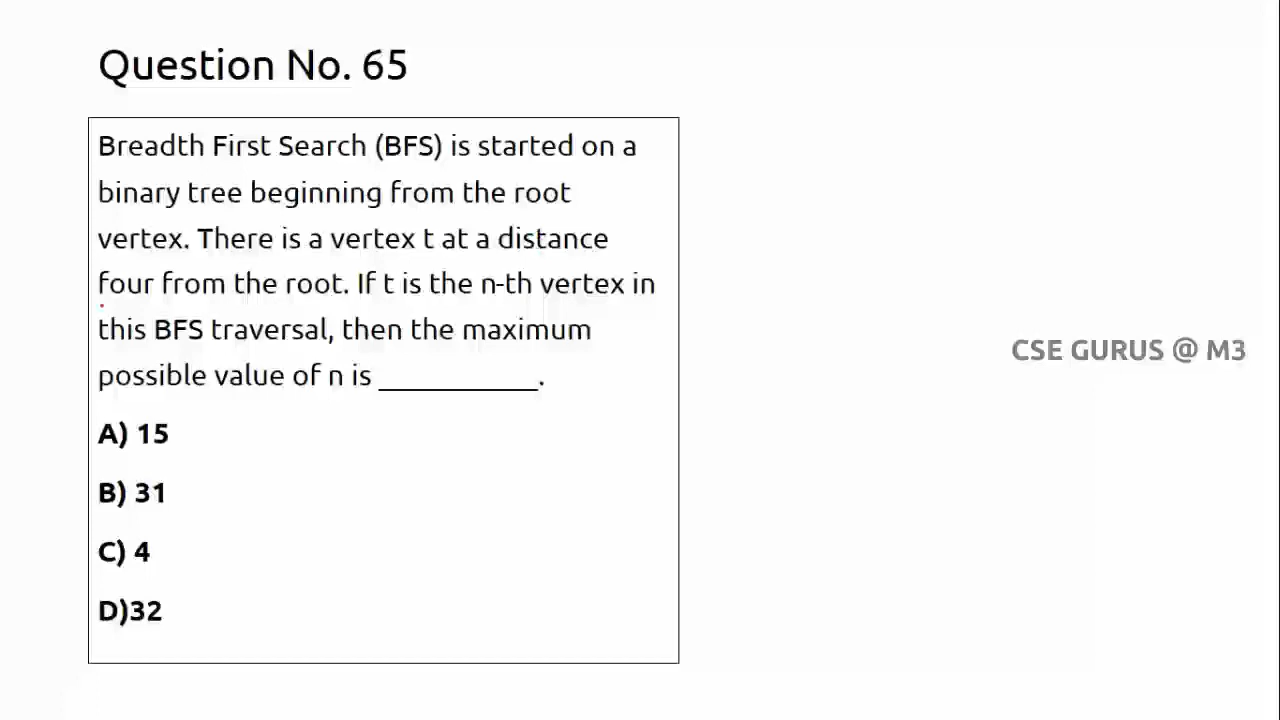 Question No. 65
Breadth First Search (BFS) is started on a
binary tree beginning from the root
vertex. There is a vertex t at a distance
four from the root. If t is the n-th vertex in
this BFS traversal, then the maximum
possible value of n is ___________.
A) 15
B) 31
C) 4
D)32
CSE GURUS @ M3